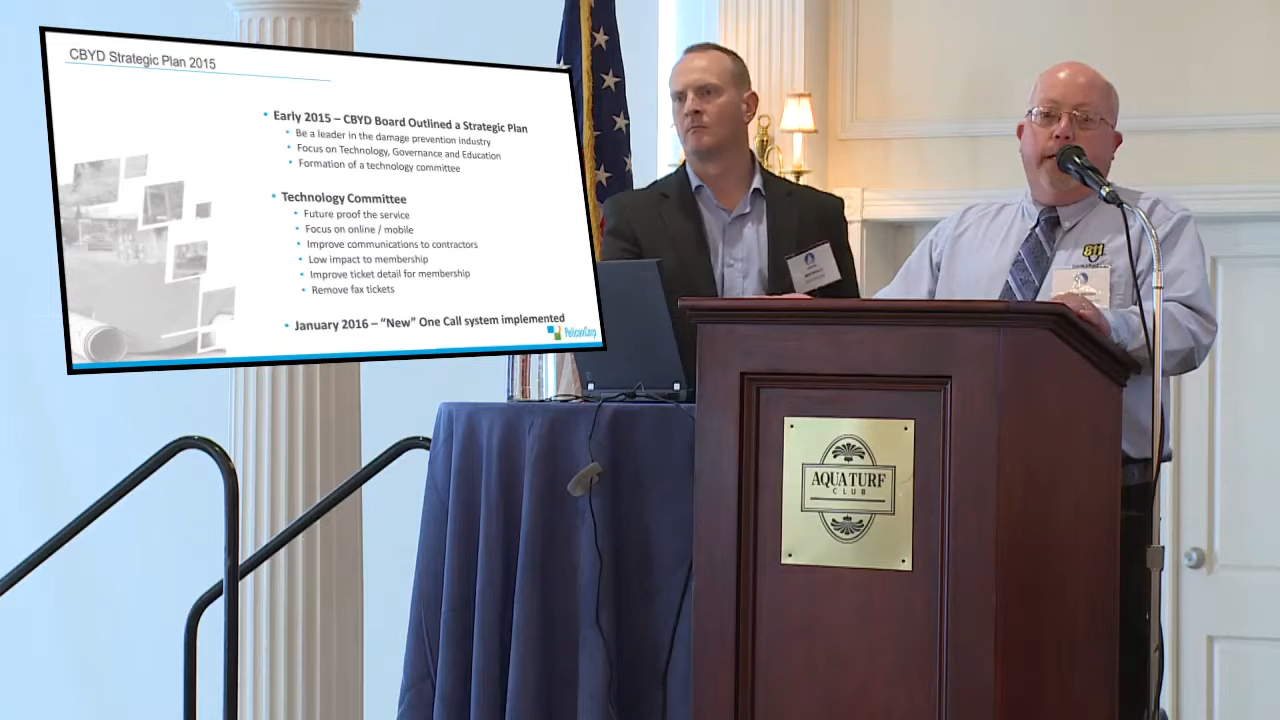 CBYD Strategic Plan 2015
Early 2015 – CBYD Board Outlined a Strategic Plan
Be a leader in the damage prevention industry
Focus on Technology, Governance and Education
Formation of a technology committee
Technology Committee
Future proof the service
Focus on online / mobile
Improve communications to contractors
Low impact to membership
Improve ticket detail for membership
Remove fax tickets
January 2016 – “New” One Call system implemented
PelicanCorp
811
AQUATURF
CLUB